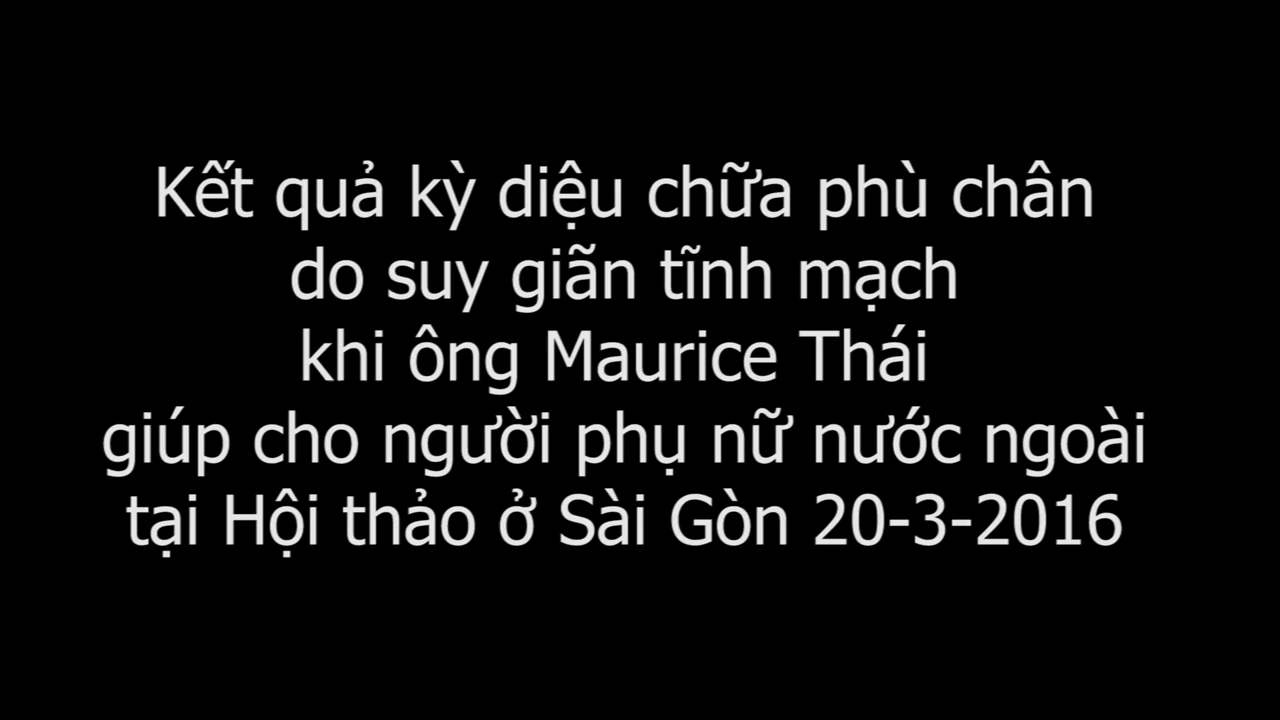 Kết quả kỳ diệu chữa phù chân
do suy giãn tĩnh mạch
khi ông Maurice Thái
giúp cho người phụ nữ nước ngoài
tại Hội thảo ở Sài Gòn 20-3-2016